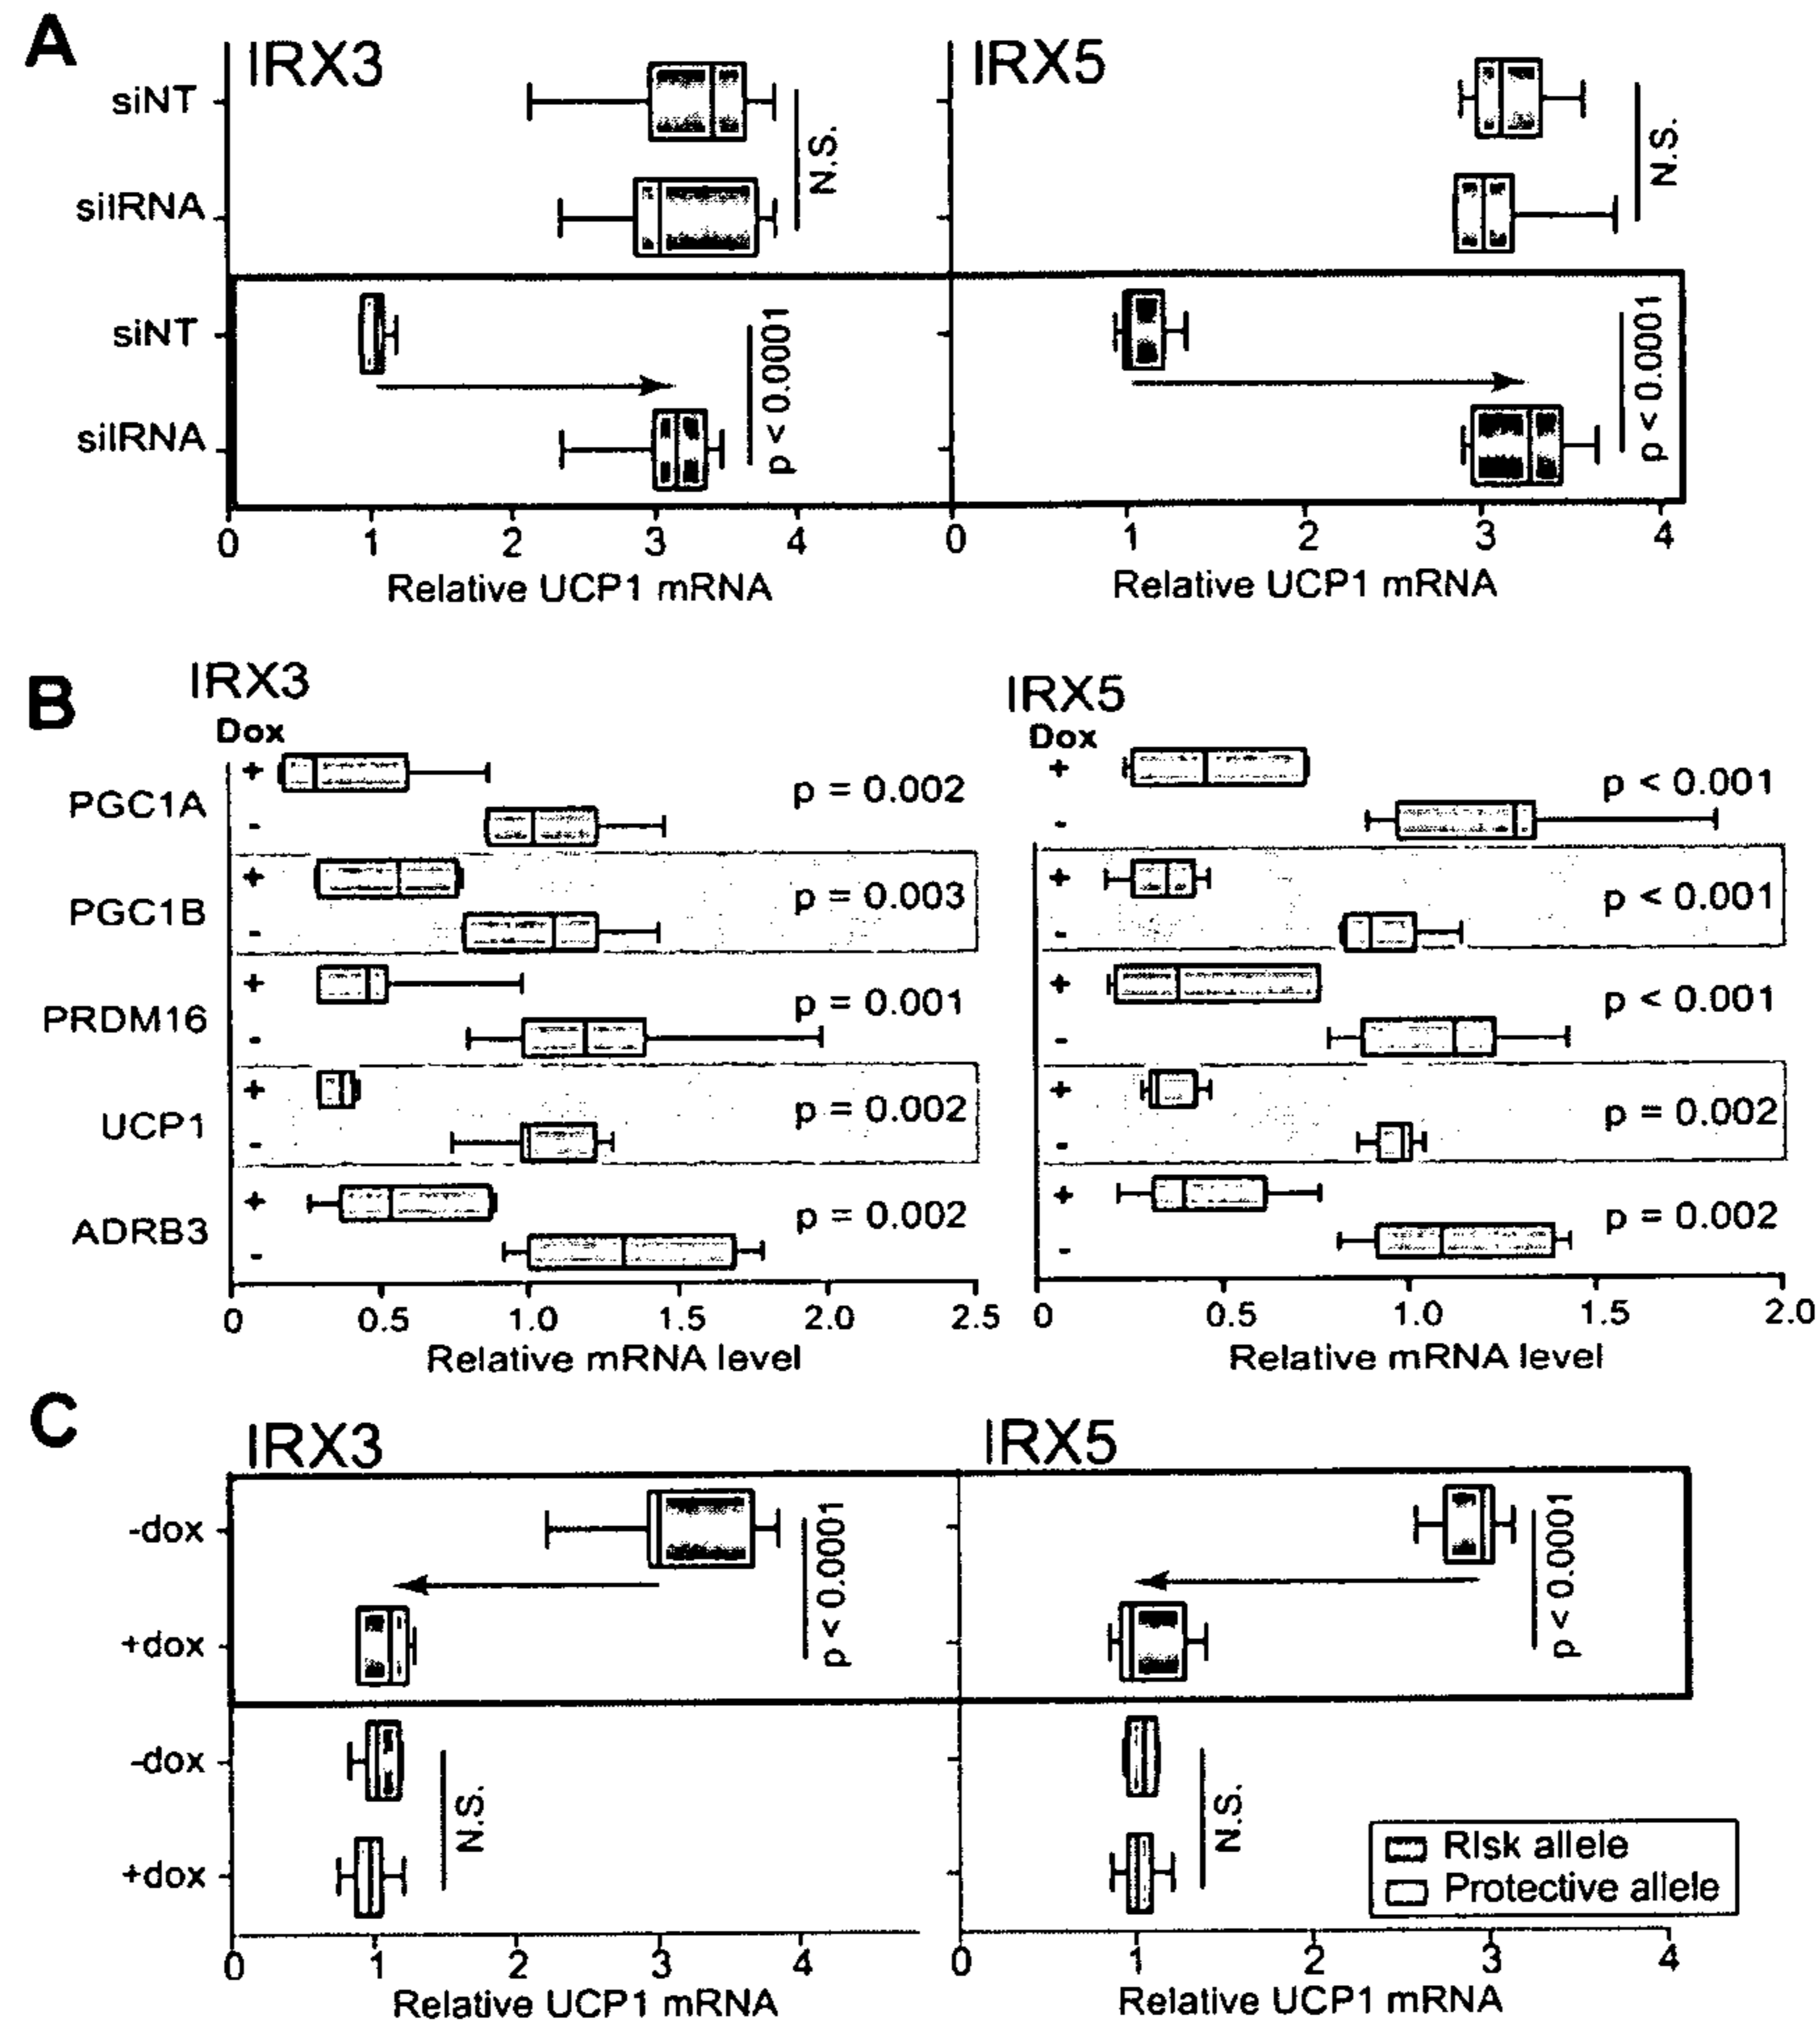 A
IRX3
IRX5
siNT
siIRNA
N.S.
N.S.
siNT
siIRNA
p < 0.0001
p < 0.0001
0 1 2 3 4
0 1 2 3 4
Relative UCP1 mRNA
Relative UCP1 mRNA
B
IRX3
IRX5
Dox
Dox
PGC1A
+
-
p = 0.002
+
-
p < 0.001
PGC1B
+
-
p = 0.003
+
-
p < 0.001
PRDM16
+
-
p = 0.001
+
-
p < 0.001
UCP1
+
-
p = 0.002
+
-
p = 0.002
ADRB3
+
-
p = 0.002
+
-
p = 0.002
0 0.5 1.0 1.5 2.0 2.5
0 0.5 1.0 1.5 2.0
Relative mRNA level
Relative mRNA level
C
IRX3
IRX5
-dox
+dox
p < 0.0001
p < 0.0001
-dox
+dox
N.S.
N.S.
Risk allele
Protective allele
0 1 2 3 4
0 1 2 3 4
Relative UCP1 mRNA
Relative UCP1 mRNA